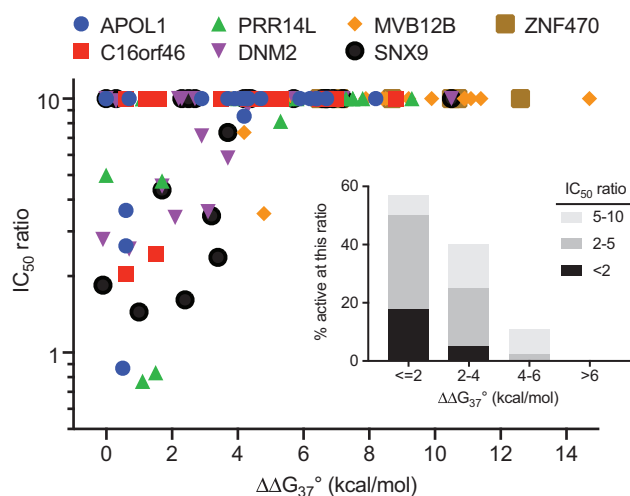 APOL1 PRR14L MVB12B ZNF470
C16orf46 DNM2 SNX9
IC50 ratio
10
1
0 2 4 6 8 10 12 14
ΔΔG37° (kcal/mol)
% active at this ratio
60
40
20
0
<=2 2-4 4-6 >6
ΔΔG37° (kcal/mol)
IC50 ratio
5-10
2-5
<2